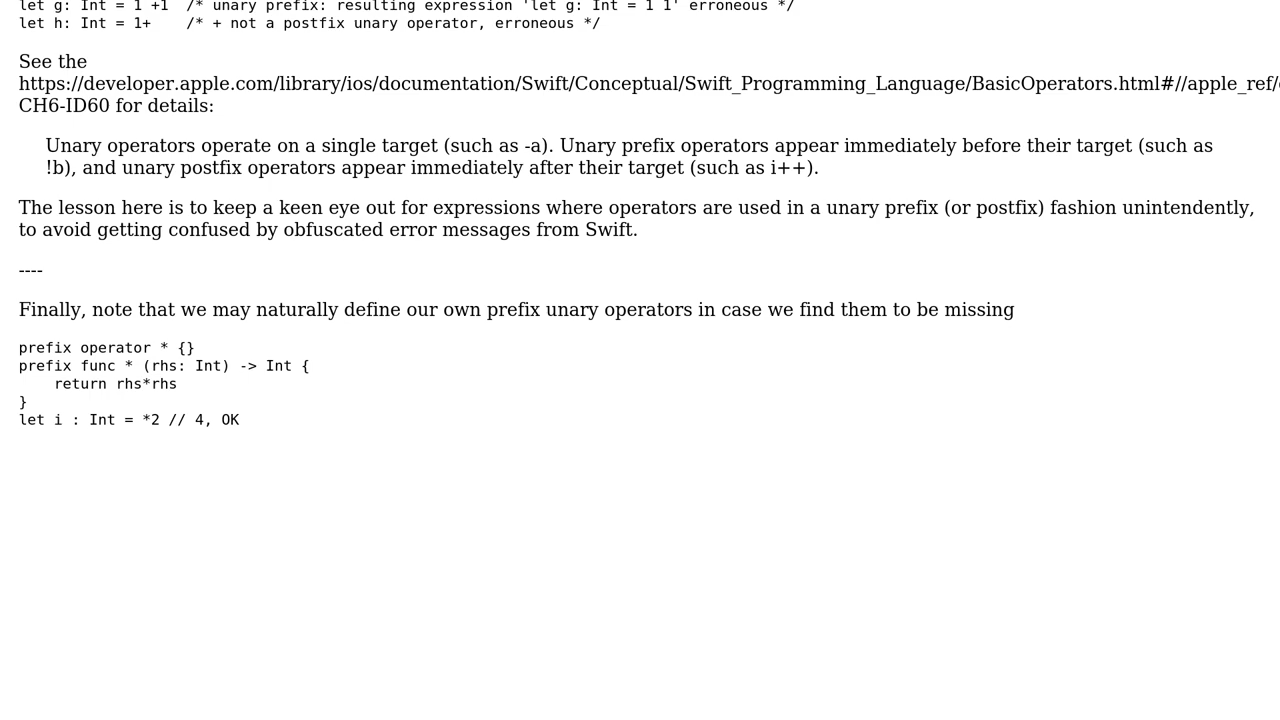 let g: Int = 1 +1  /* unary prefix: resulting expression 'let g: Int = 1 1' erroneous */
let h: Int = 1+    /* + not a postfix unary operator, erroneous */
See the
https://developer.apple.com/library/ios/documentation/Swift/Conceptual/Swift_Programming_Language/BasicOperators.html#//apple_ref/
CH6-ID60 for details:
Unary operators operate on a single target (such as -a). Unary prefix operators appear immediately before their target (such as
!b), and unary postfix operators appear immediately after their target (such as i++).
The lesson here is to keep a keen eye out for expressions where operators are used in a unary prefix (or postfix) fashion unintendently,
to avoid getting confused by obfuscated error messages from Swift.
----
Finally, note that we may naturally define our own prefix unary operators in case we find them to be missing
prefix operator * {}
prefix func * (rhs: Int) -> Int {
    return rhs*rhs
}
let i : Int = *2 // 4, OK